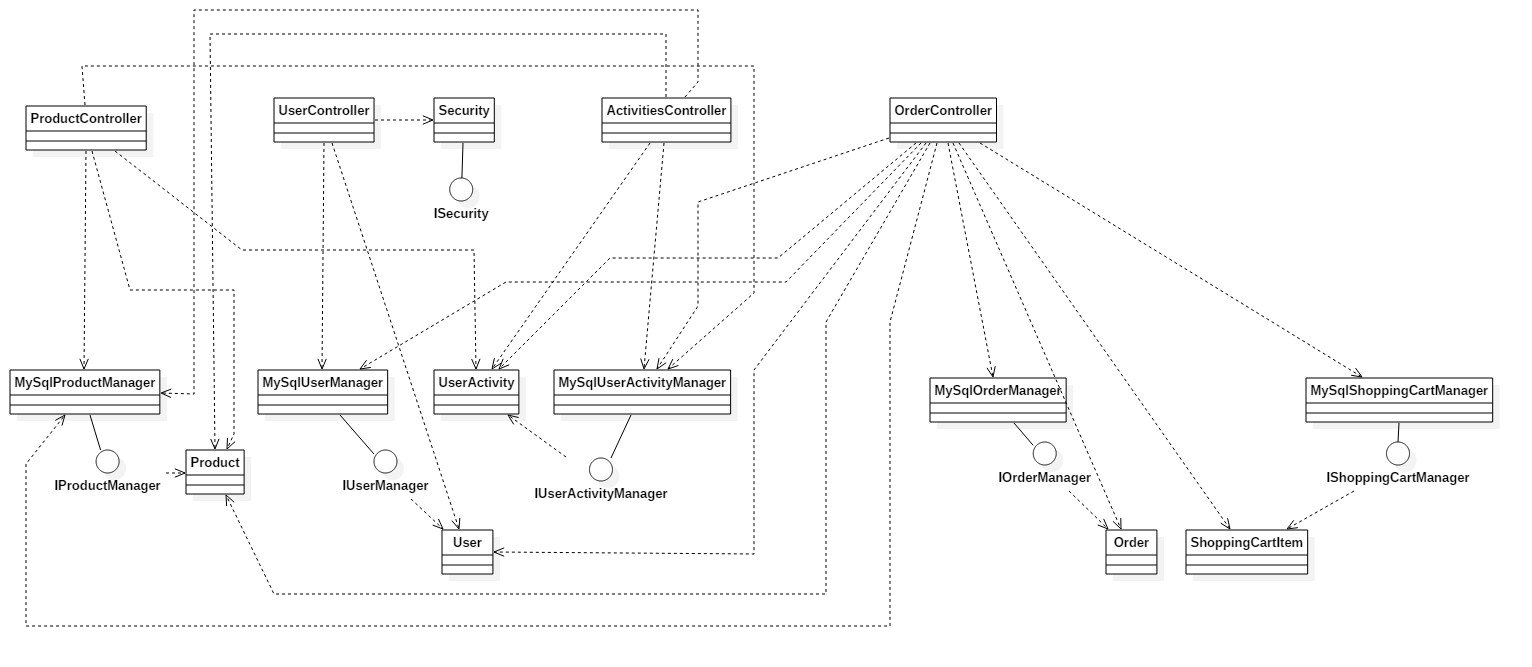 UserController
Security
ActivitiesController
OrderController
ProductController
ISecurity
MySqlProductManager
MySqlUserManager
UserActivity
MySqlUserActivityManager
MySqlOrderManager
MySqlShoppingCartManager
Product
IProductManager
IUserManager
IUserActivityManager
IOrderManager
IShoppingCartManager
User
Order
ShoppingCartItem